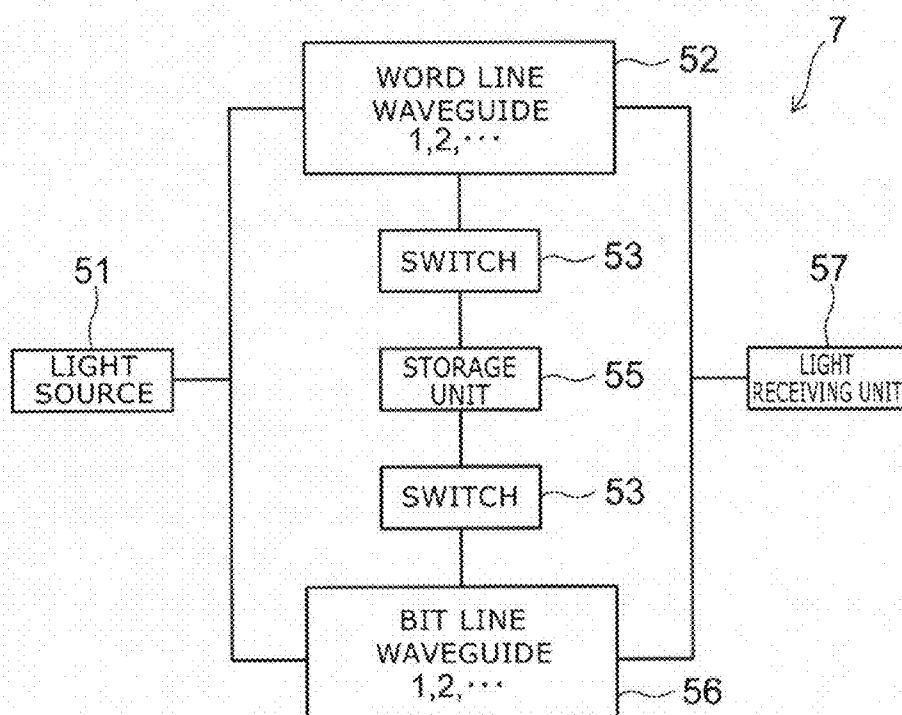 7
WORD LINE
WAVEGUIDE
1,2,···
52
SWITCH
53
51
LIGHT
SOURCE
STORAGE
UNIT
55
57
LIGHT
RECEIVING UNIT
SWITCH
53
BIT LINE
WAVEGUIDE
1,2,···
56